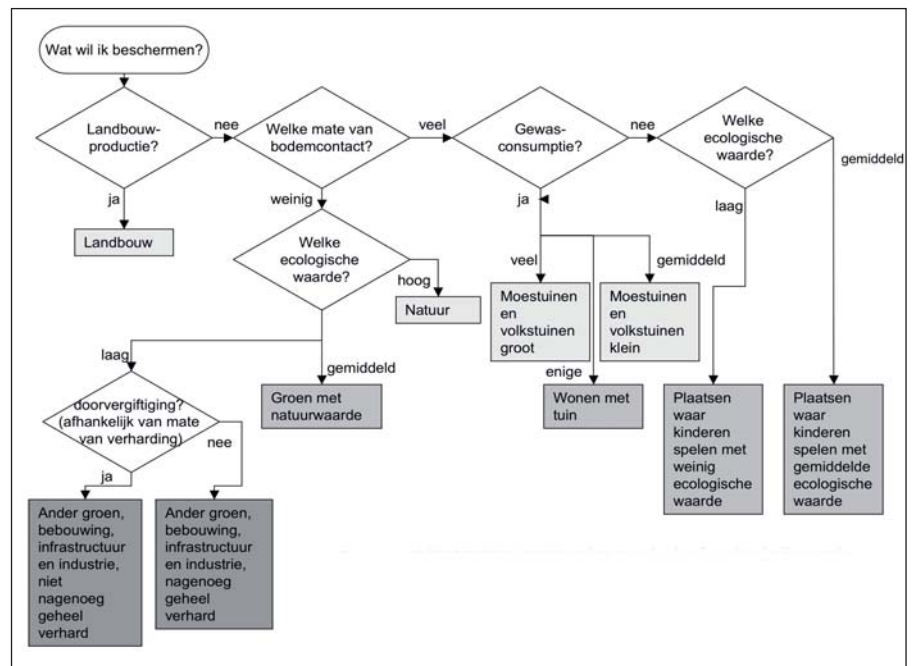 Wat wil ik beschermen?
Landbouw-
productie?
nee
Welke mate van
bodemcontact?
veel
Gewas-
consumptie?
nee
Welke
ecologische
waarde?
gemiddeld
ja
weinig
ja
laag
Landbouw
Welke
ecologische
waarde?
hoog
Natuur
veel
gemiddeld
Moestuinen
en
volkstuinen
groot
Moestuinen
en
volkstuinen
klein
laag
gemiddeld
enige
doorvergiftiging?
(afhankelijk van mate
van verharding)
nee
ja
Groen met
natuurwaarde
Wonen met
tuin
Plaatsen
waar
kinderen
spelen met
weinig
ecologische
waarde
Plaatsen
waar
kinderen
spelen met
gemiddelde
ecologische
waarde
Ander groen,
bebouwing,
infrastructuur
en industrie,
niet
nagenoeg
geheel
verhard
Ander groen,
bebouwing,
infrastructuur
en industrie,
nagenoeg
geheel
verhard